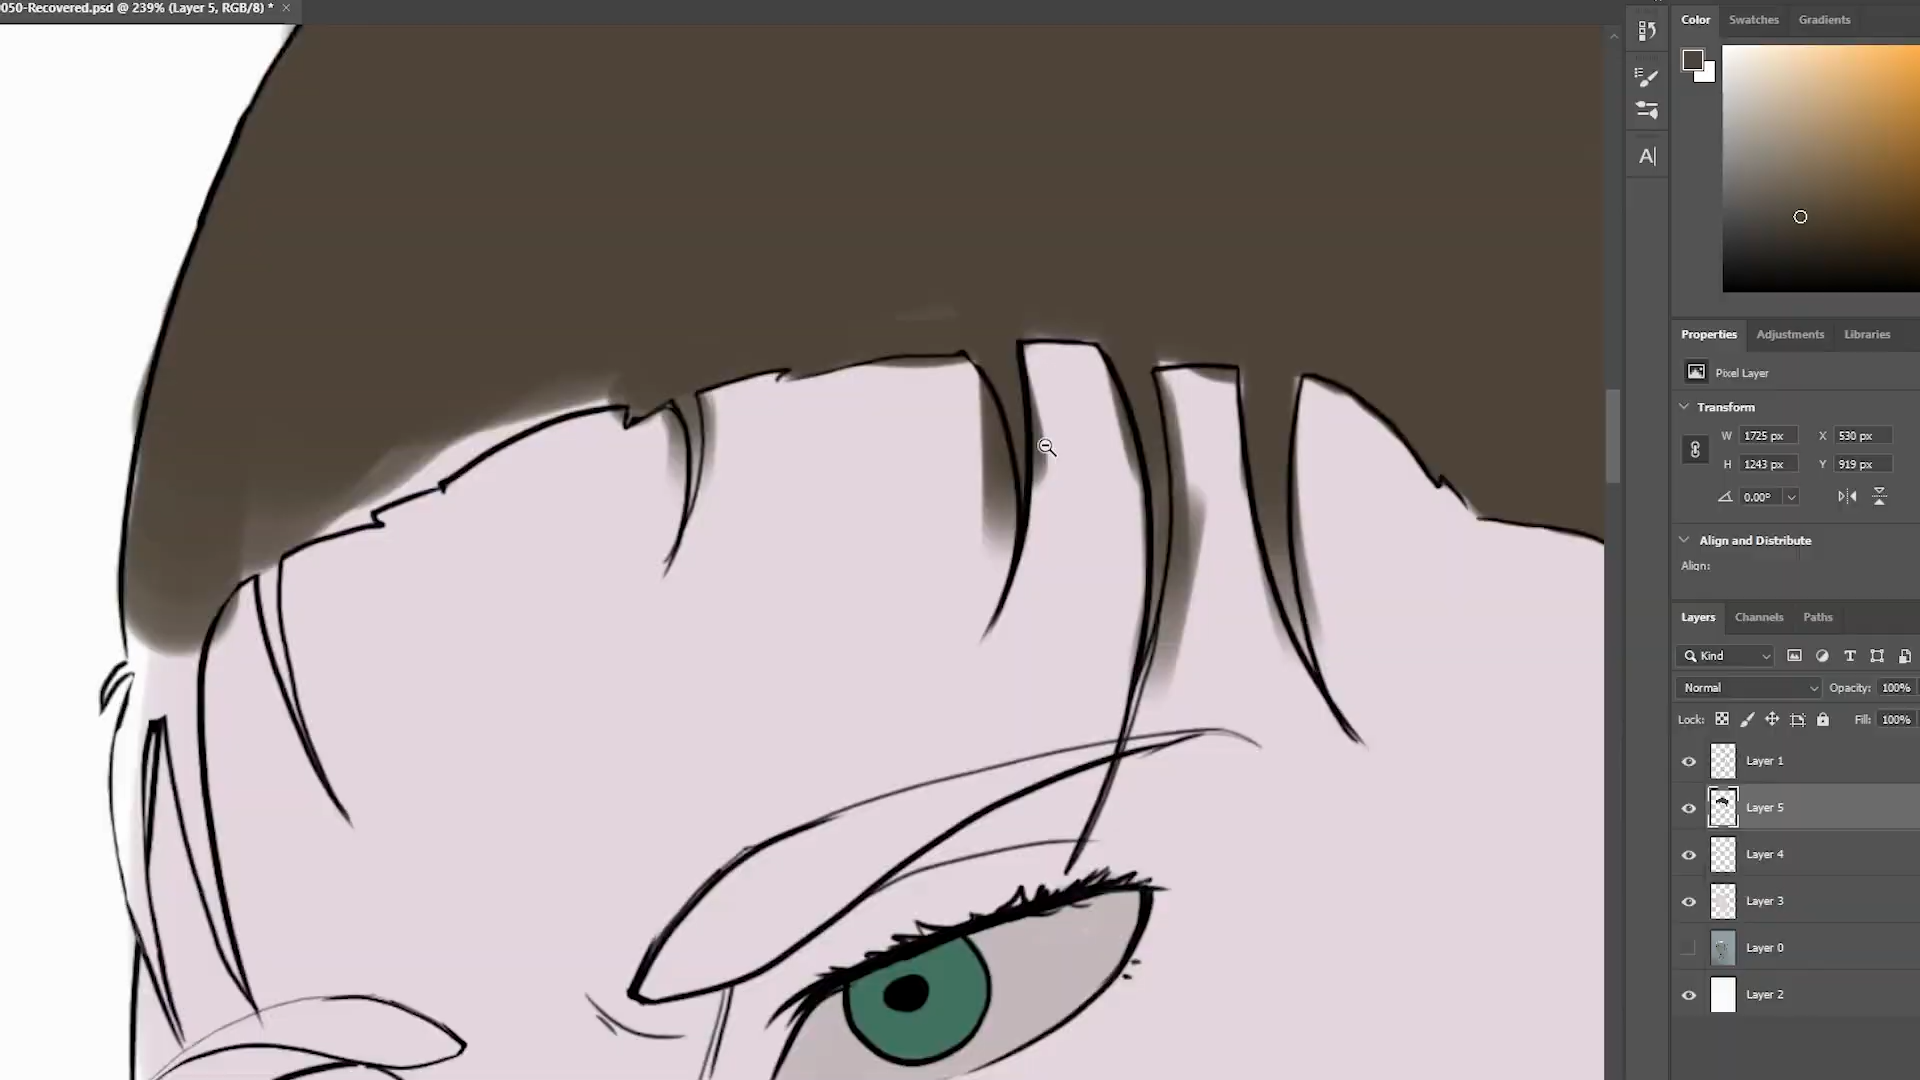 050-Recovered.psd @ 239% (Layer 5, RGB/8) *
Color Swatches Gradients
A
Properties Adjustments Libraries
Pixel Layer
Transform
W 1725 px X 530 px
H 1243 px Y 919 px
0.00°
Align and Distribute
Align:
Layers Channels Paths
Kind
Normal Opacity: 100%
Lock: Fill: 100%
Layer 1
Layer 5
Layer 4
Layer 3
Layer 0
Layer 2